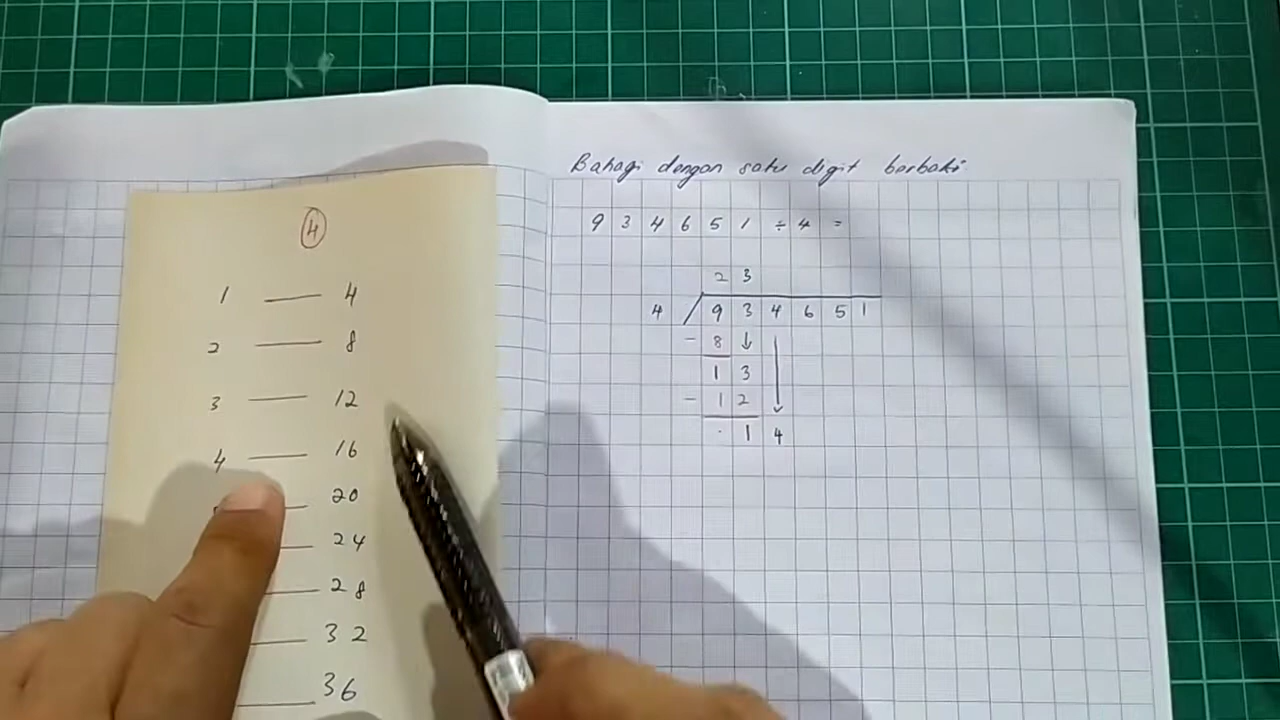 4
1 — 4
2 — 8
3 — 12
4 — 16
— 20
— 24
— 28
— 32
— 36
Bahagi dengan satu digit berbaki
9 3 4 6 5 1 ÷ 4 =
2 3
4 9 3 4 6 5 1
- 8
1 3
- 1 2
1 4